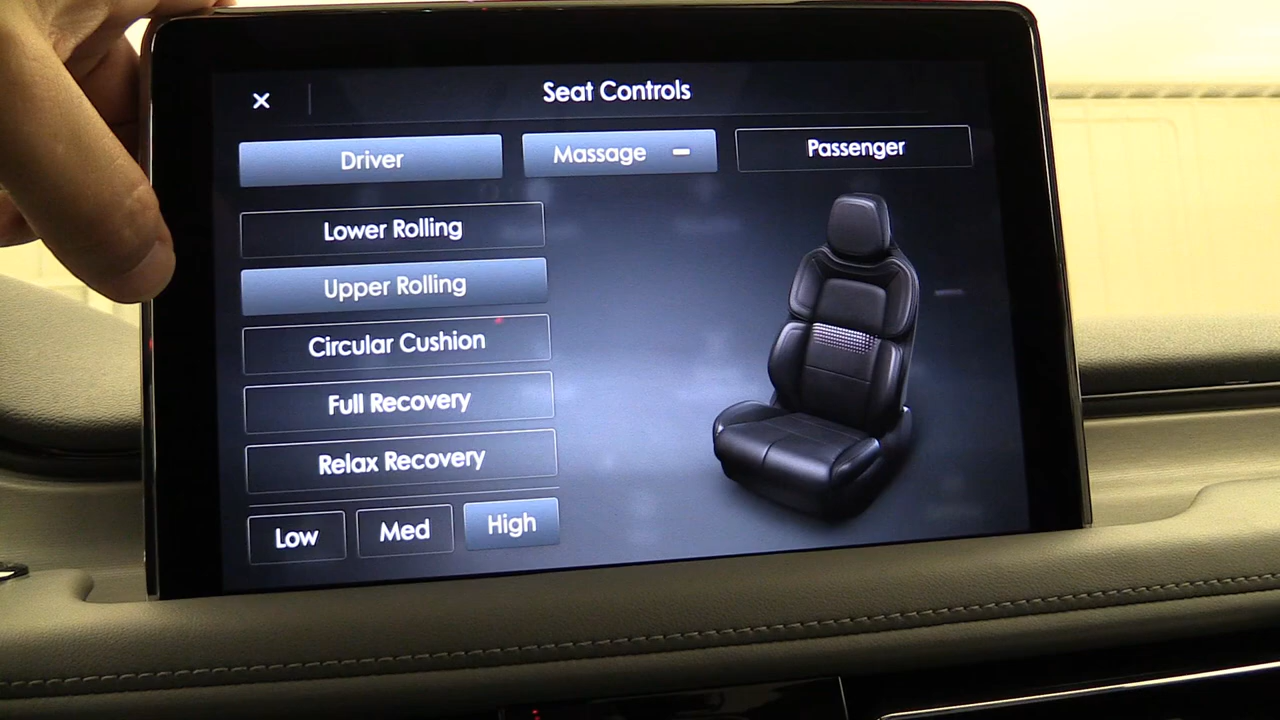 Seat Controls
Driver
Massage
Passenger
Lower Rolling
Upper Rolling
Circular Cushion
Full Recovery
Relax Recovery
Low
Med
High